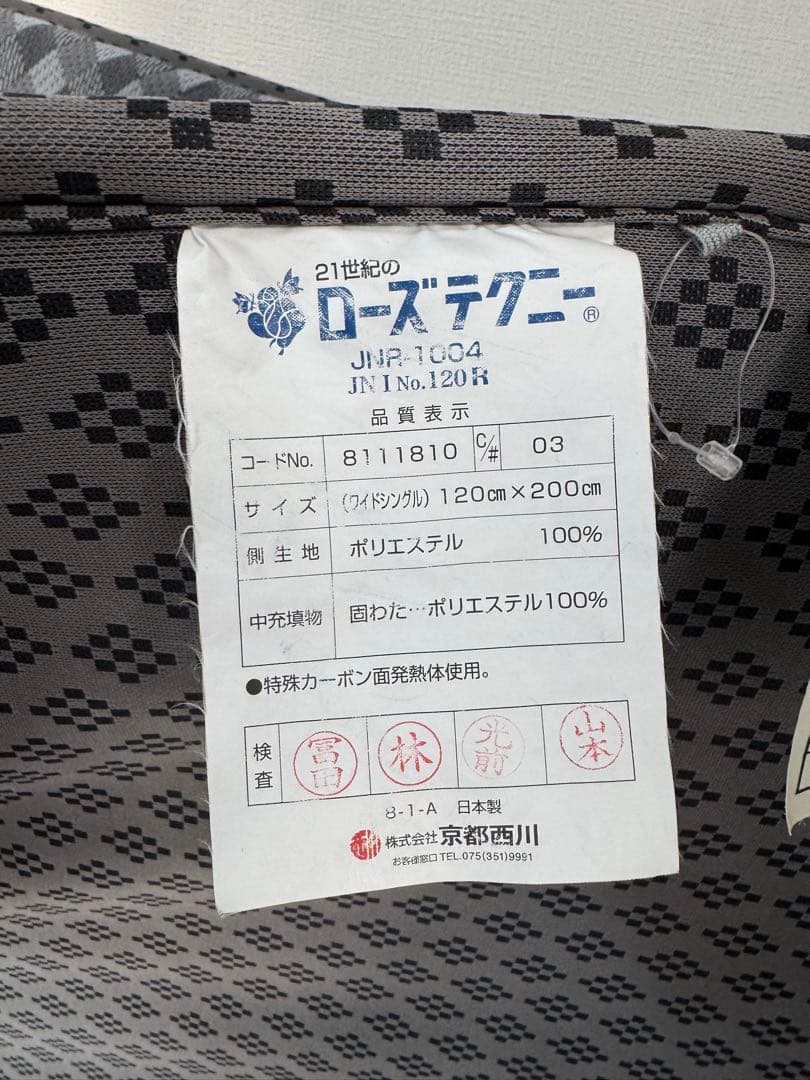 21世紀の
ローズテクニー®
JNR-1004
JNI No.120R
品質表示
コードNo. 8111810 C/# 03
サイズ (ワイドシングル) 120cm×200cm
側生地 ポリエステル 100%
中充填物 固わた…ポリエステル100%
●特殊カーボン面発熱体使用。
検査 冨田 林 光前 山本
8-1-A 日本製
株式会社 京都西川
お客様窓口 TEL.075(351)9991